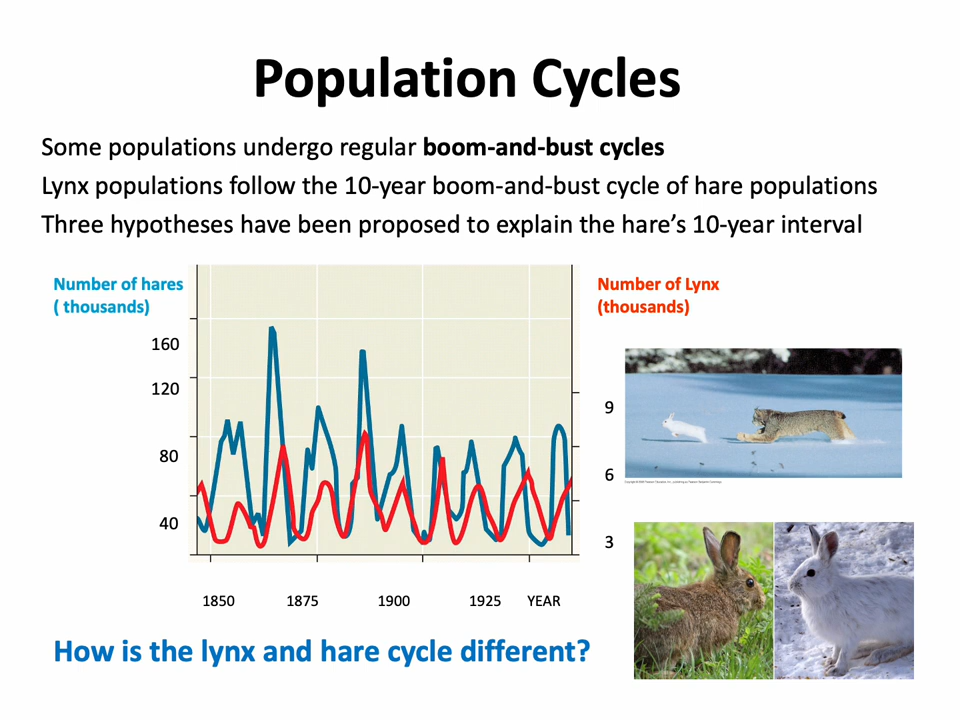 Population Cycles
Some populations undergo regular boom-and-bust cycles
Lynx populations follow the 10-year boom-and-bust cycle of hare populations
Three hypotheses have been proposed to explain the hare's 10-year interval
Number of hares
( thousands)
160
120
80
40
1850 1875 1900 1925 YEAR
Number of Lynx
(thousands)
9
6
3
How is the lynx and hare cycle different?